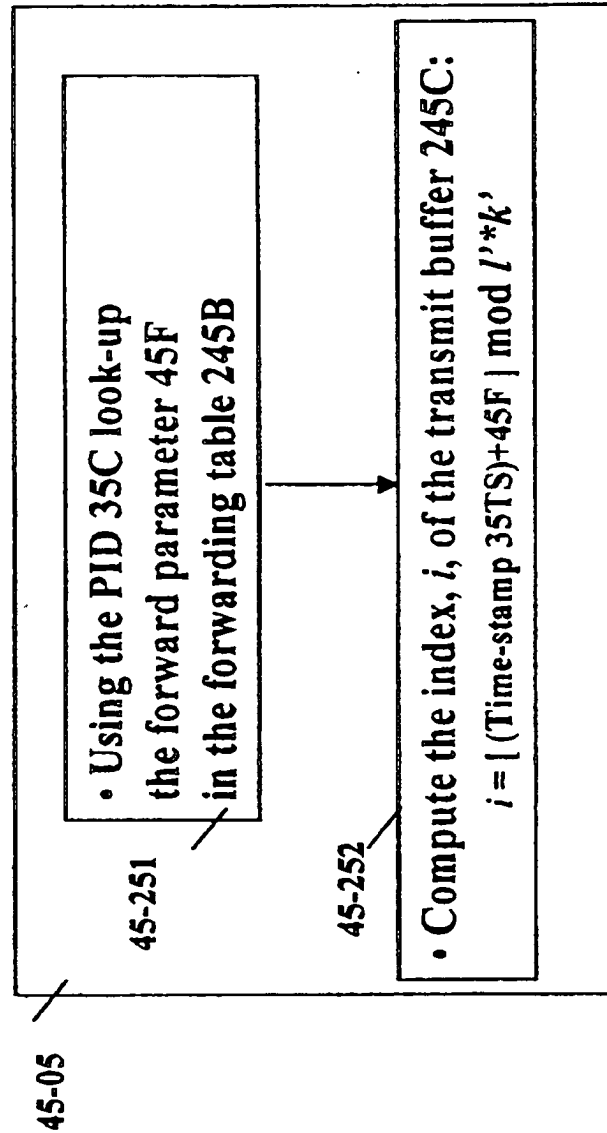 45-05
45-251
• Using the PID 35C look-up
the forward parameter 45F
in the forwarding table 245B
45-252
• Compute the index, i, of the transmit buffer 245C:
i = [ (Time-stamp 35TS)+45F ] mod l'*k'